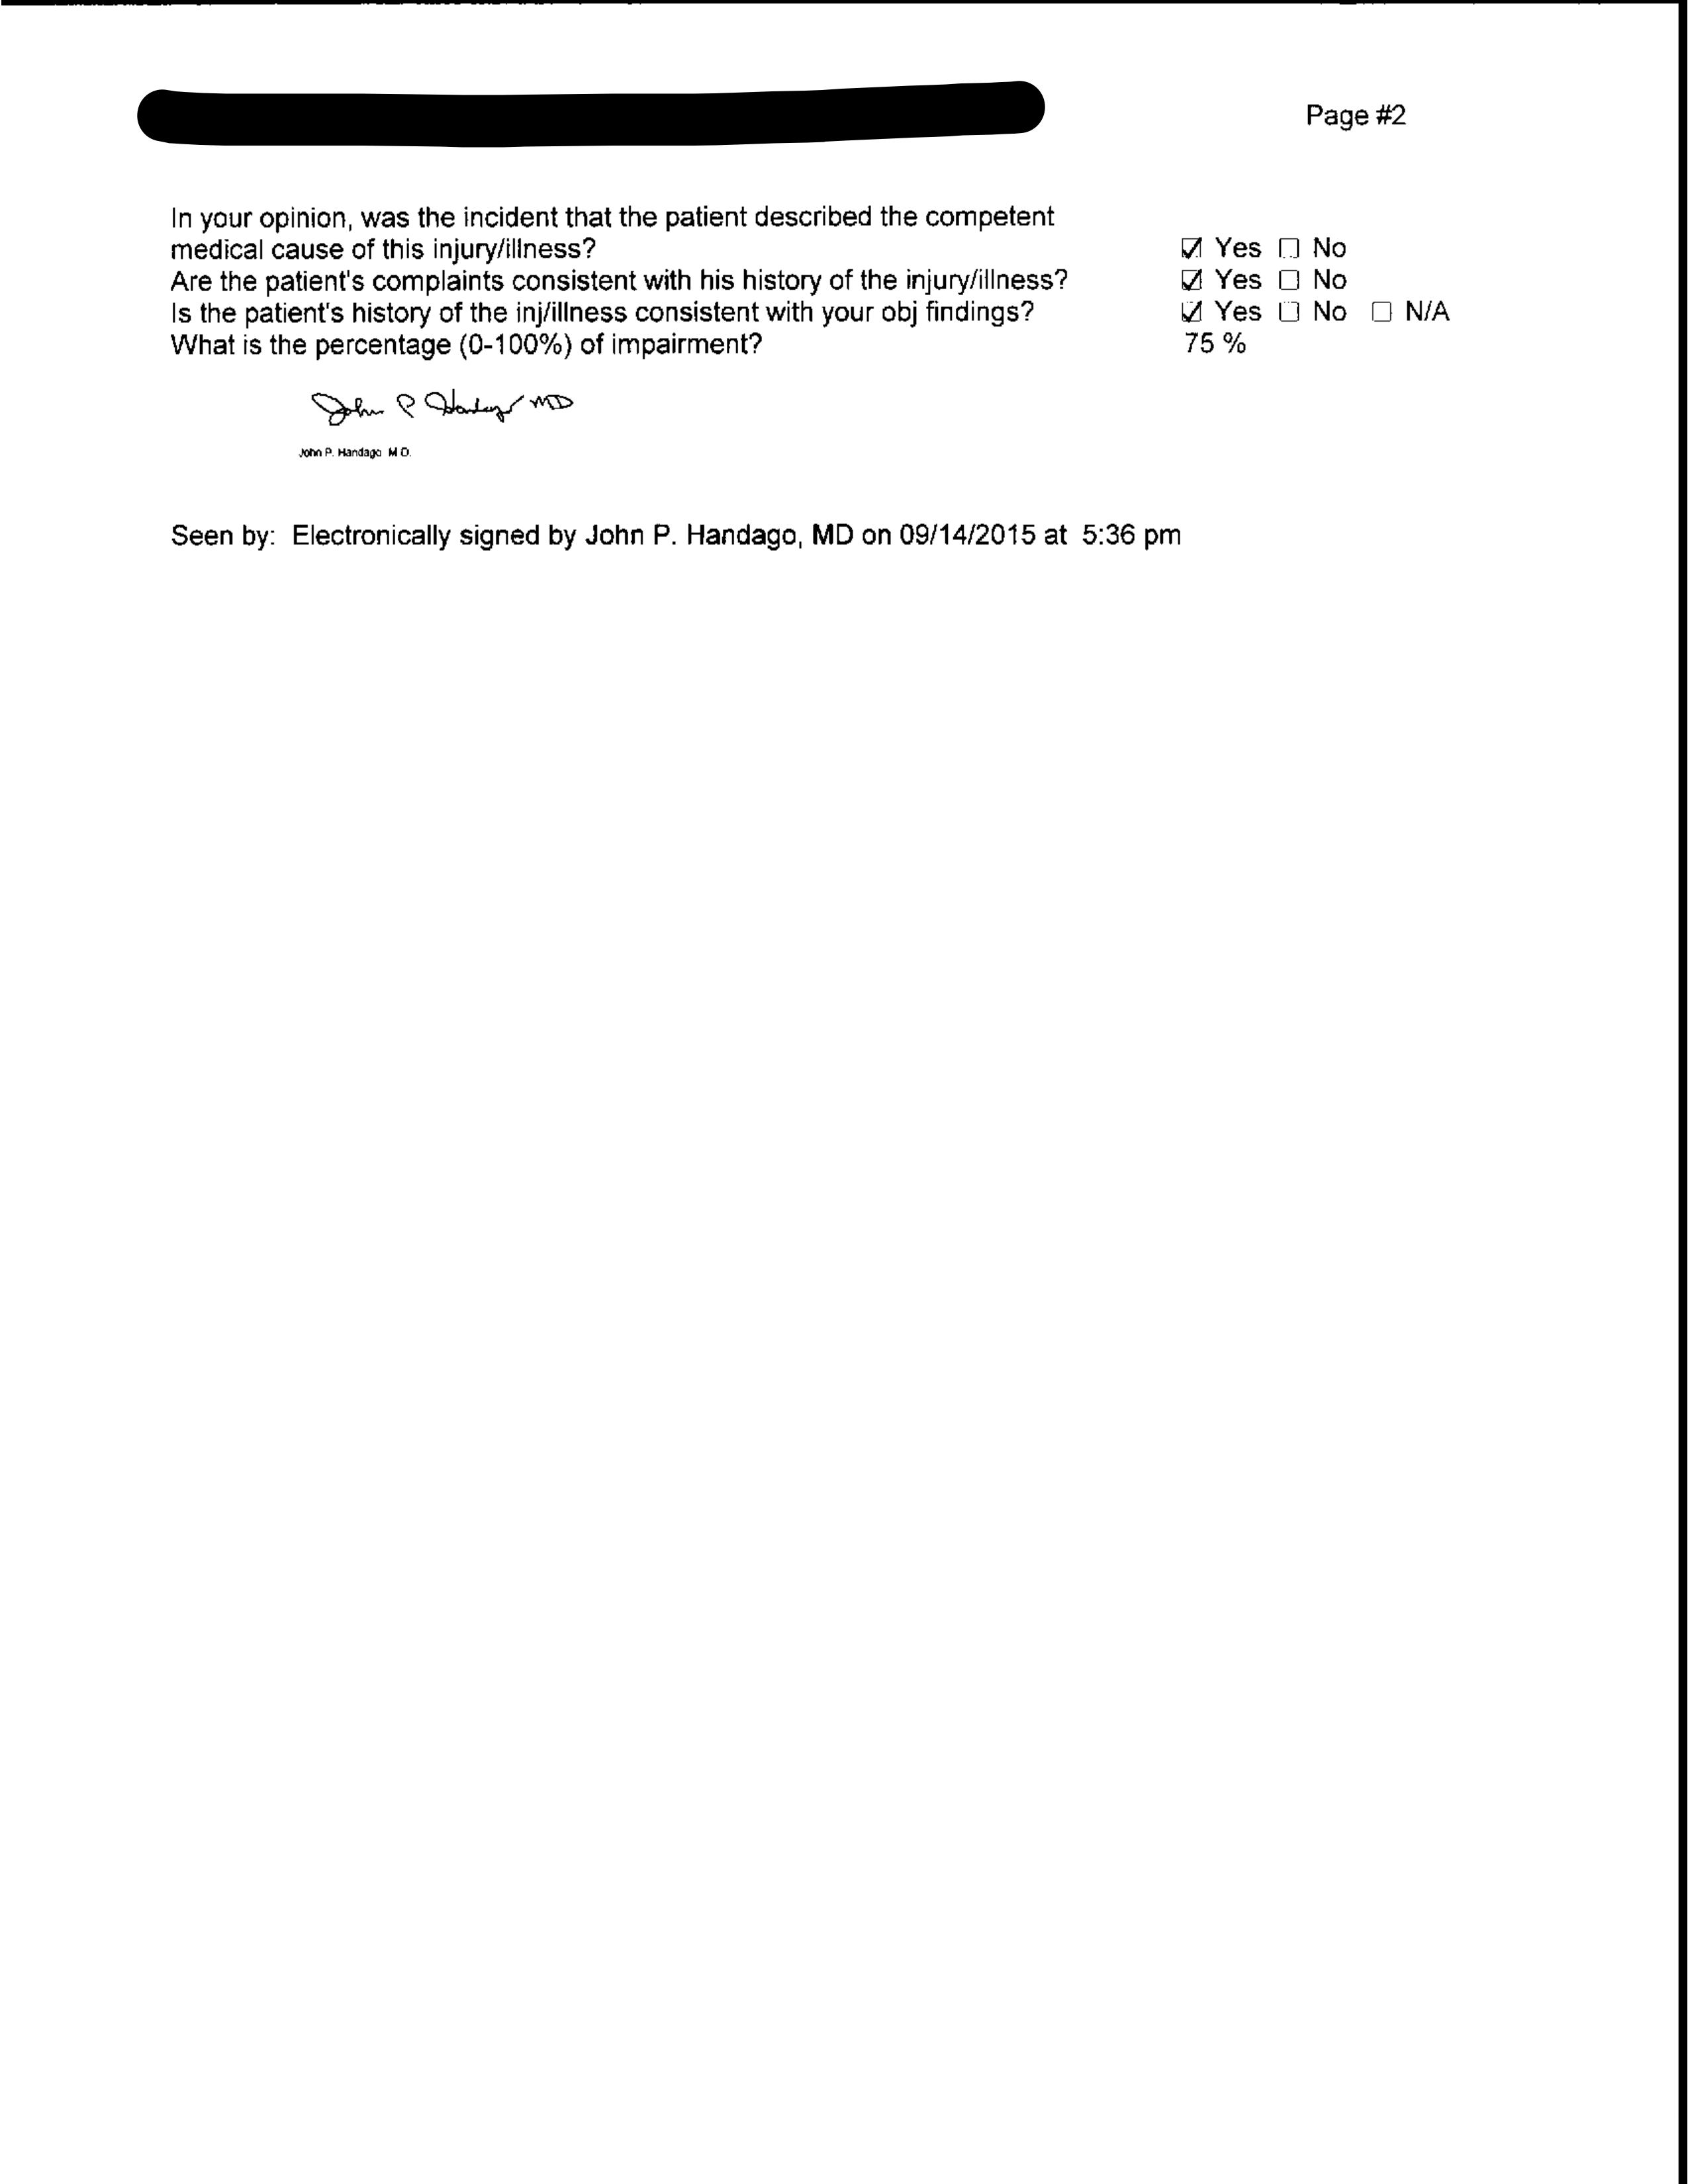 Page #2
In your opinion, was the incident that the patient described the competent
medical cause of this injury/illness? ☑ Yes ☐ No
Are the patient's complaints consistent with his history of the injury/illness? ☑ Yes ☐ No
Is the patient's history of the inj/illness consistent with your obj findings? ☑ Yes ☐ No ☐ N/A
What is the percentage (0-100%) of impairment? 75 %
John P Handago MD
John P. Handago M.D.
Seen by: Electronically signed by John P. Handago, MD on 09/14/2015 at 5:36 pm